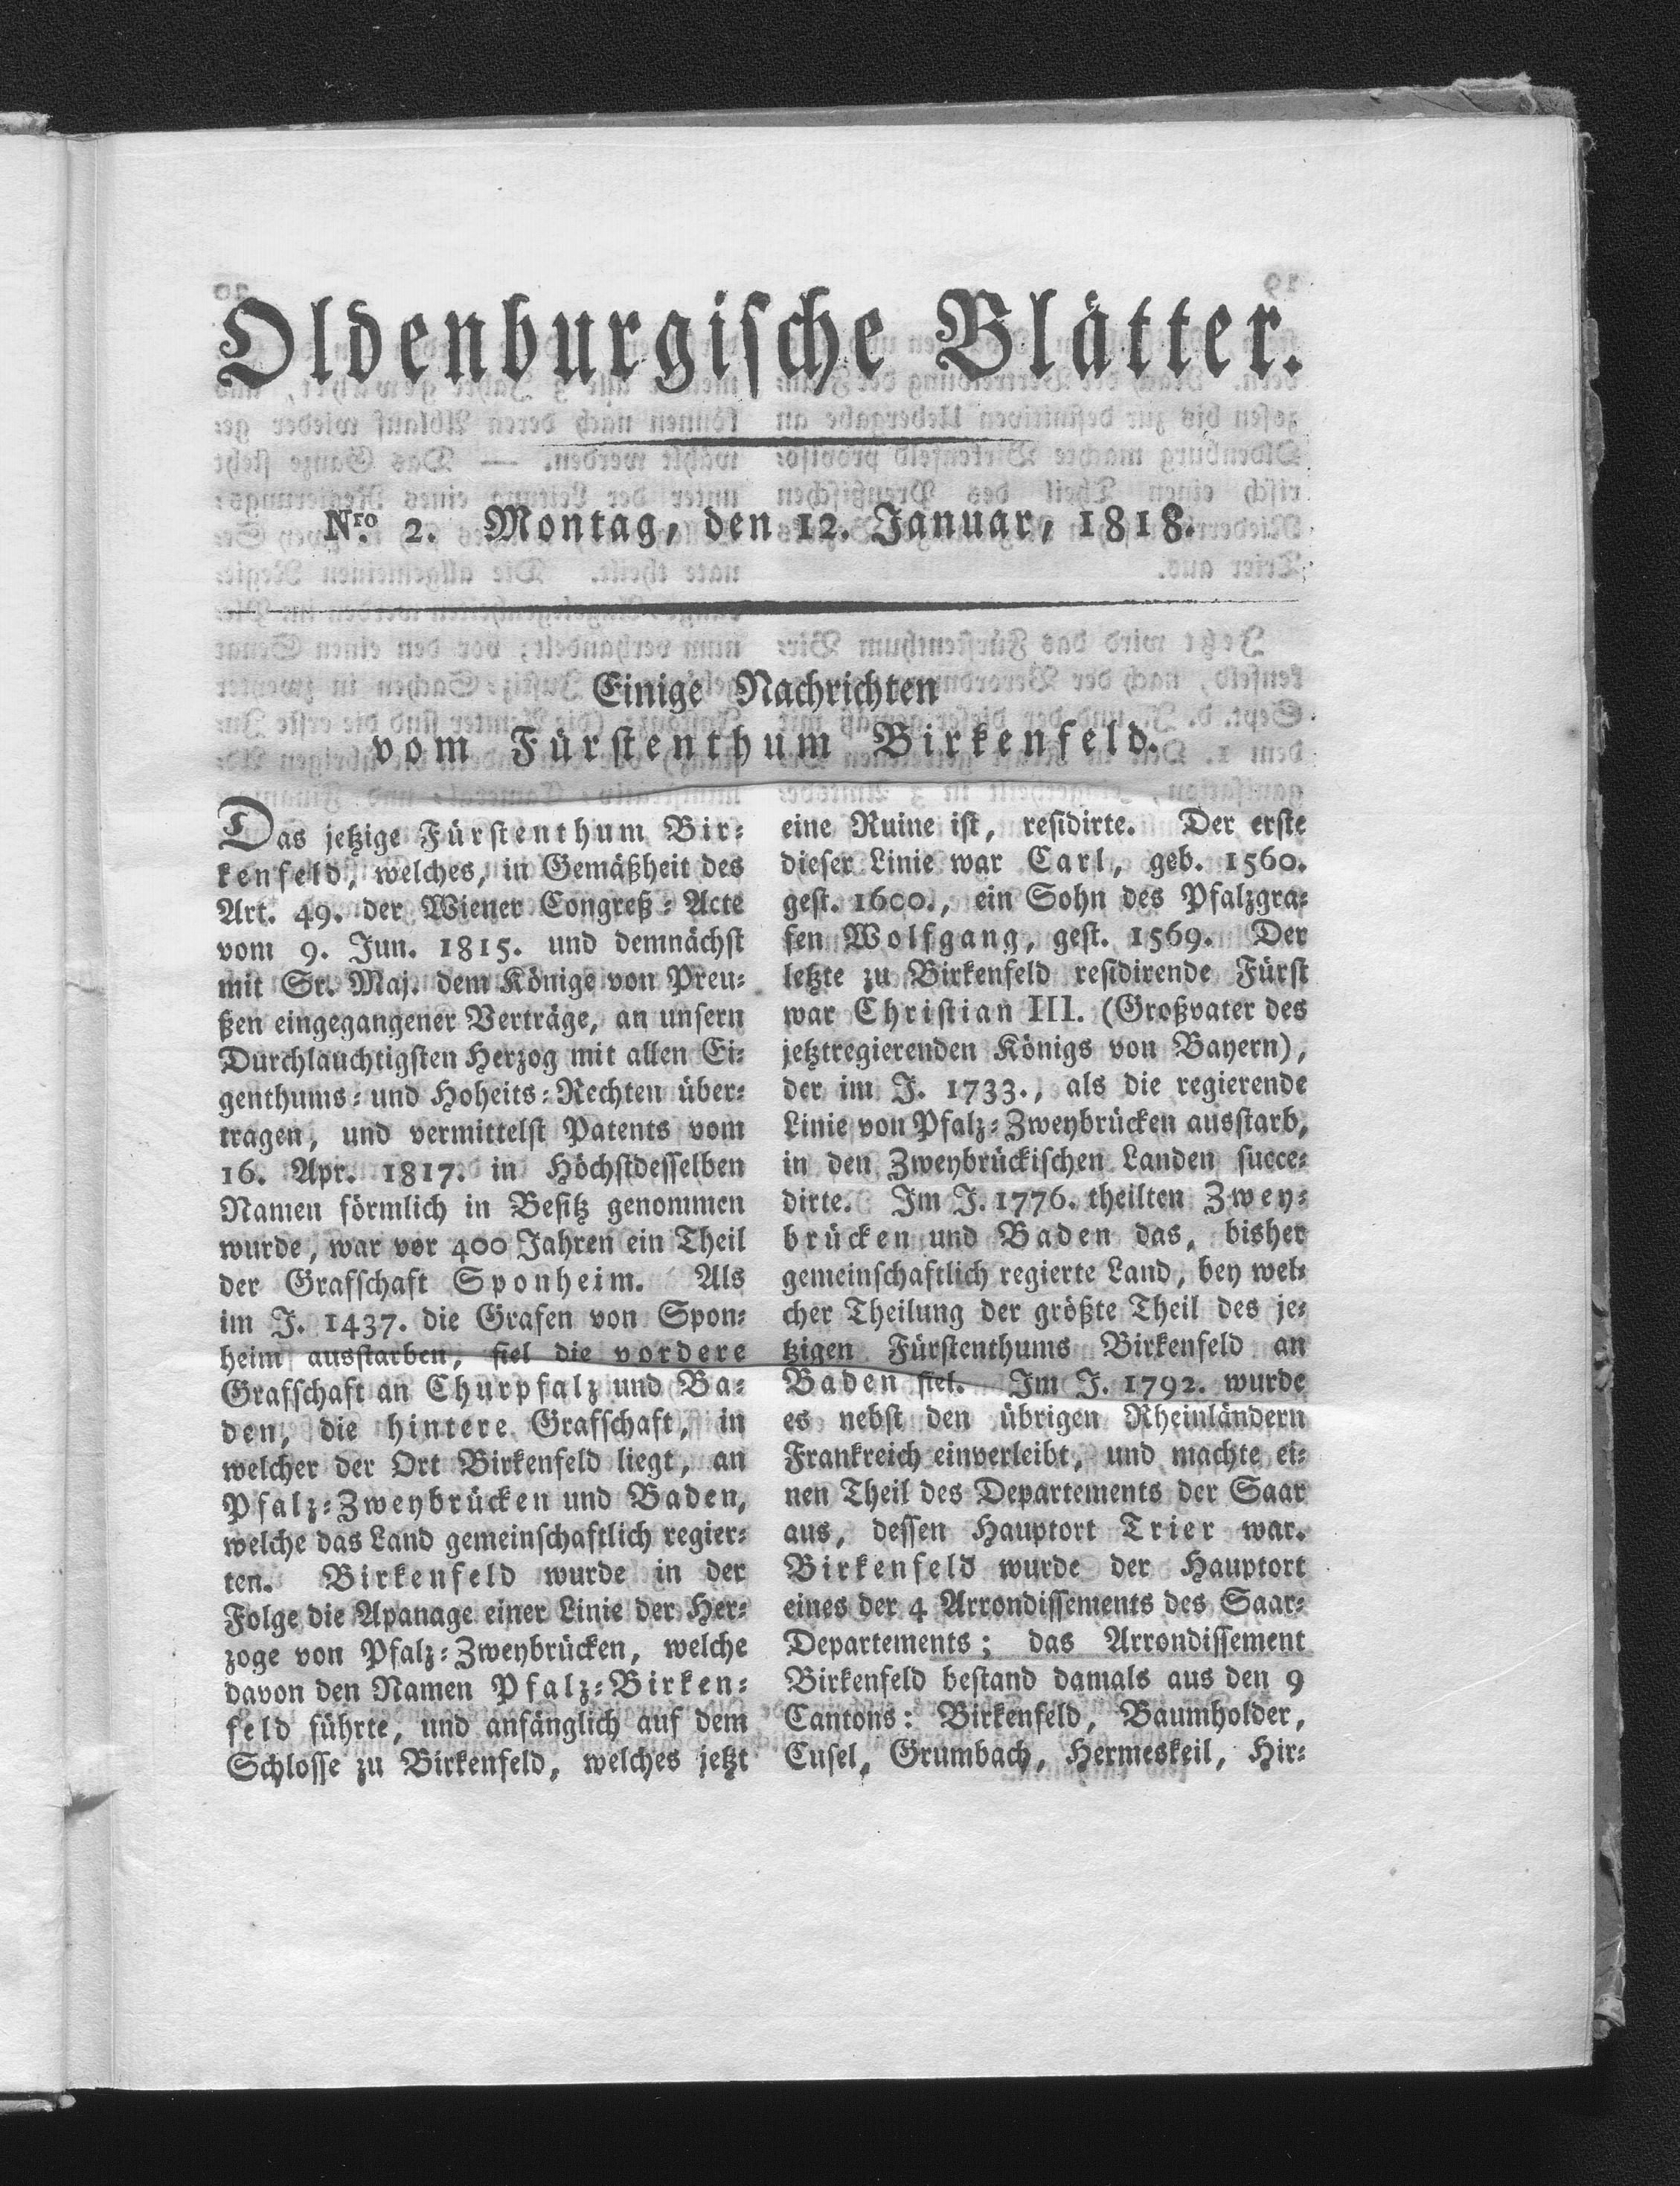 Oldenburgische Blätter.
Nro. 2. Montag, den 12. Januar, 1818.
Einige Nachrichten
vom Fürstenthum Birkenfeld.
Das jetzige Fürstenthum Bir-
kenfeld, welches, in Gemäßheit des
Art. 49. der Wiener Congreß-Acte
vom 9. Jun. 1815. und demnächst
mit Sr. Maj. dem Könige von Preu-
ßen eingegangener Verträge, an unsern
Durchlauchtigsten Herzog mit allen Ei-
genthums- und Hoheits-Rechten über-
tragen, und vermittelst Patents vom
16. Apr. 1817. in Höchstdesselben
Namen förmlich in Besitz genommen
wurde, war vor 400 Jahren ein Theil
der Grafschaft Sponheim. Als
im J. 1437. die Grafen von Spon-
heim ausstarben, fiel die vordere
Grafschaft an Churpfalz und Ba-
den, die hintere Grafschaft, in
welcher der Ort Birkenfeld liegt, an
Pfalz-Zweybrücken und Baden,
welche das Land gemeinschaftlich regier-
ten. Birkenfeld wurde in der
Folge die Apanage einer Linie der Her-
zoge von Pfalz-Zweybrücken, welche
davon den Namen Pfalz-Birken-
feld führte, und anfänglich auf dem
Schlosse zu Birkenfeld, welches jetzt
eine Ruine ist, residirte. Der erste
dieser Linie war Carl, geb. 1560.
gest. 1600., ein Sohn des Pfalzgra-
fen Wolfgang, gest. 1569. Der
letzte zu Birkenfeld residirende Fürst
war Christian III. (Großvater des
jetztregierenden Königs von Bayern),
der im J. 1733., als die regierende
Linie von Pfalz-Zweybrücken ausstarb,
in den Zweybrückischen Landen succe-
dirte. Im J. 1776. theilten Zwey-
brücken und Baden das, bisher
gemeinschaftlich regierte Land, bey wel-
cher Theilung der größte Theil des je-
tzigen Fürstenthums Birkenfeld an
Baden fiel. Im J. 1792. wurde
es nebst den übrigen Rheinländern
Frankreich einverleibt, und machte ei-
nen Theil des Departements der Saar
aus, dessen Hauptort Trier war.
Birkenfeld wurde der Hauptort
eines der 4 Arrondissements des Saar-
Departements; das Arrondissement
Birkenfeld bestand damals aus den 9
Cantons: Birkenfeld, Baumholder,
Cusel, Grumbach, Hermeskeil, Hir-